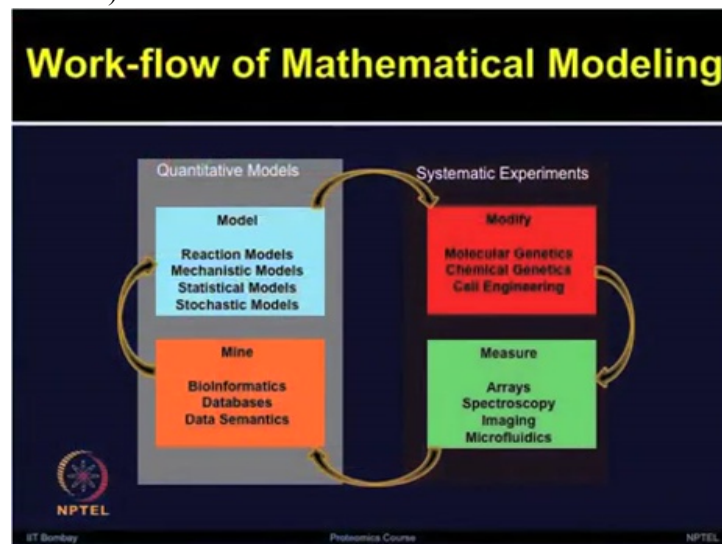 Work-flow of Mathematical Modeling
Quantitative Models
Model
Reaction Models
Mechanistic Models
Statistical Models
Stochastic Models
Mine
BioInformatics
Databases
Data Semantics
Systematic Experiments
Modify
Molecular Genetics
Chemical Genetics
Cell Engineering
Measure
Arrays
Spectroscopy
Imaging
Microfluidics
NPTEL
IIT Bombay
Proteomics Course
NPTEL